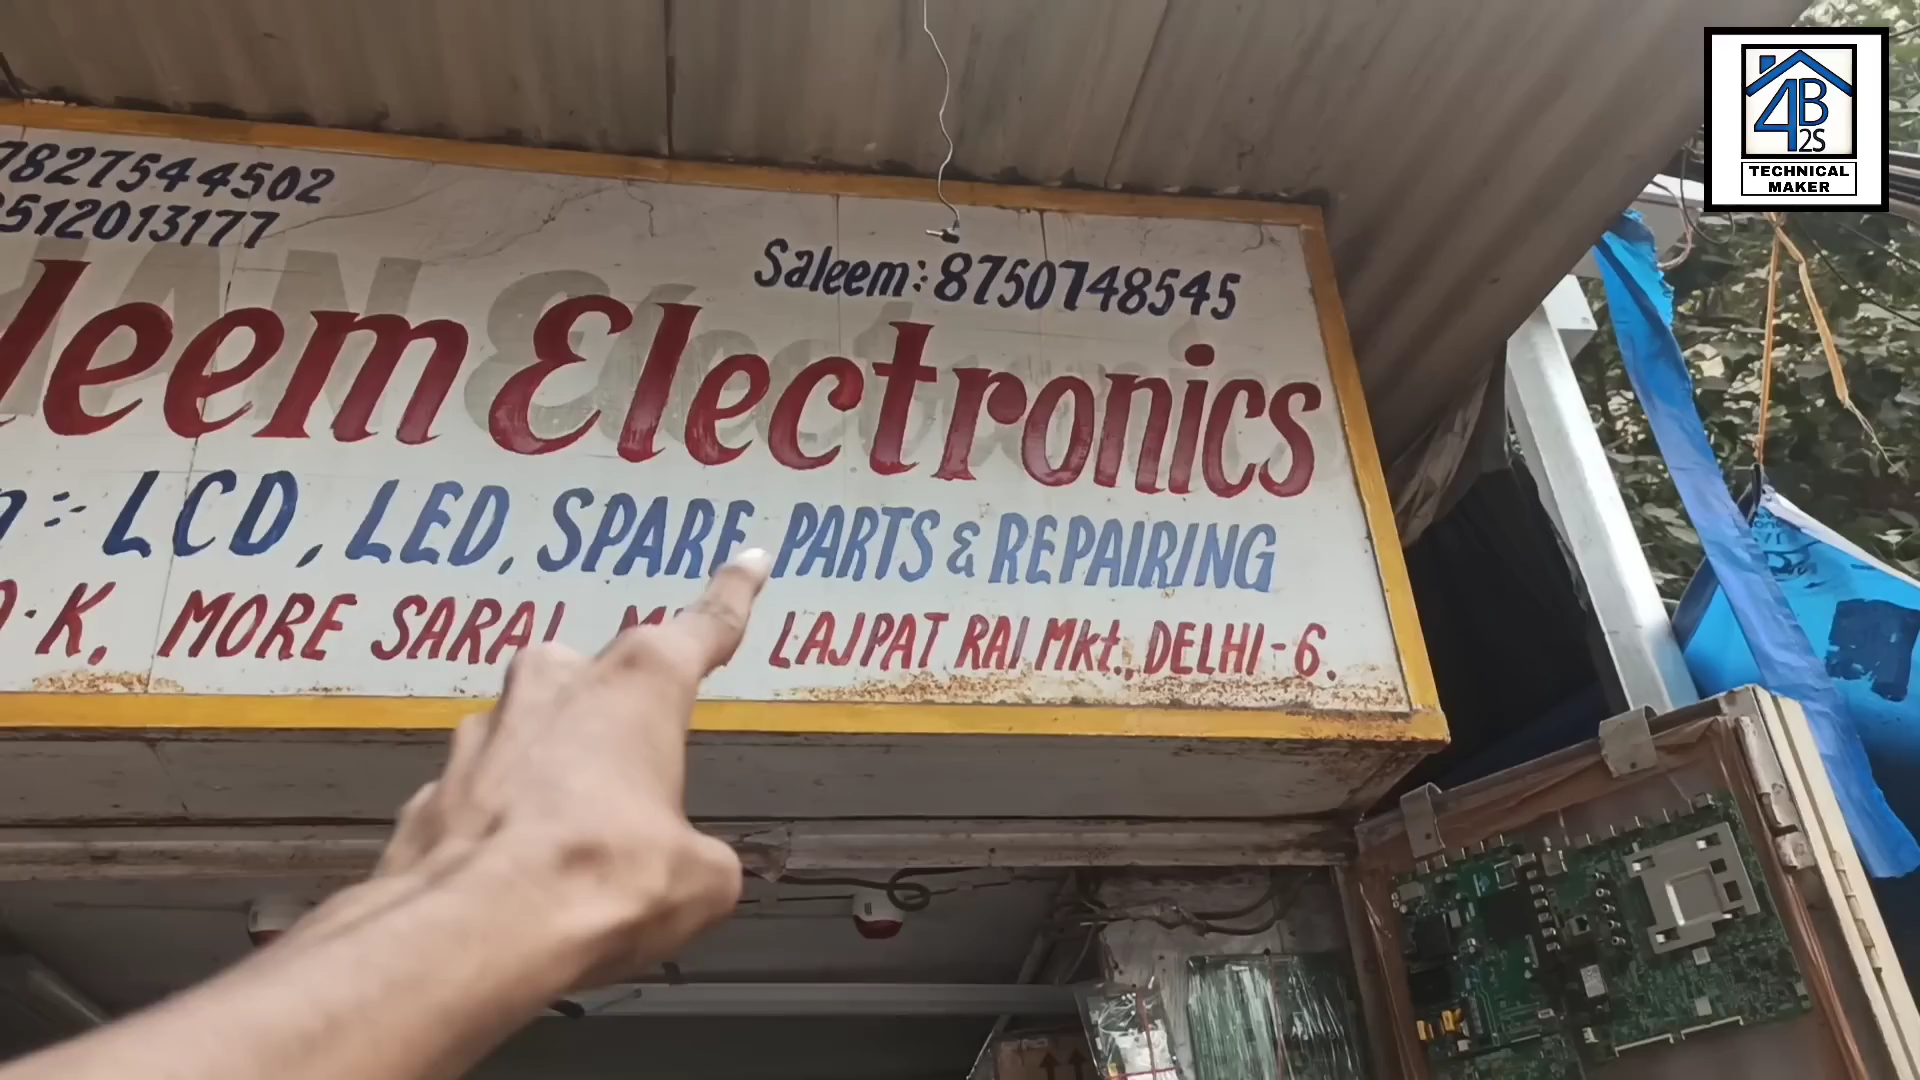 7827544502
8512013177
Saleem: 8750748545
leem Electronics
n:- LCD, LED, SPARE PARTS & REPAIRING
K, MORE SARAI, LAJPAT RAI Mkt., DELHI-6.
4B
2S
TECHNICAL
MAKER